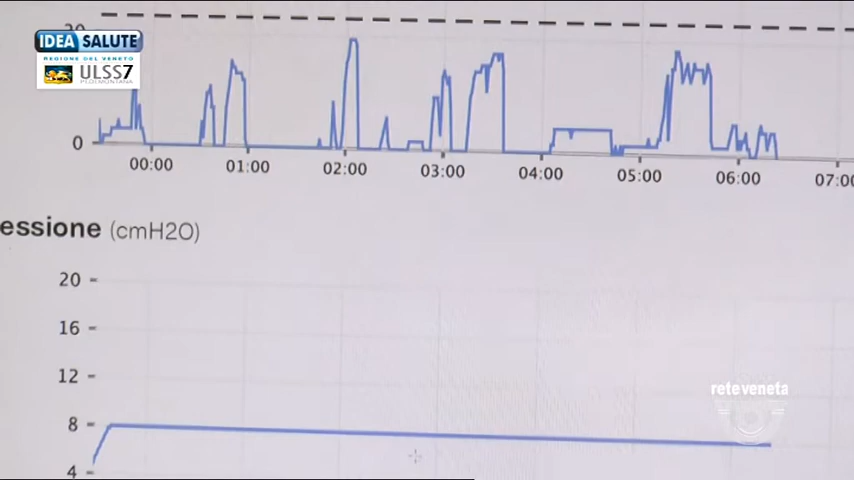 20
IDEA SALUTE
REGIONE DEL VENETO
ULSS7
PEDEMONTANA
0
00:00 01:00 02:00 03:00 04:00 05:00 06:00 07:00
essione (cmH2O)
20
16
12
8
4
reteveneta